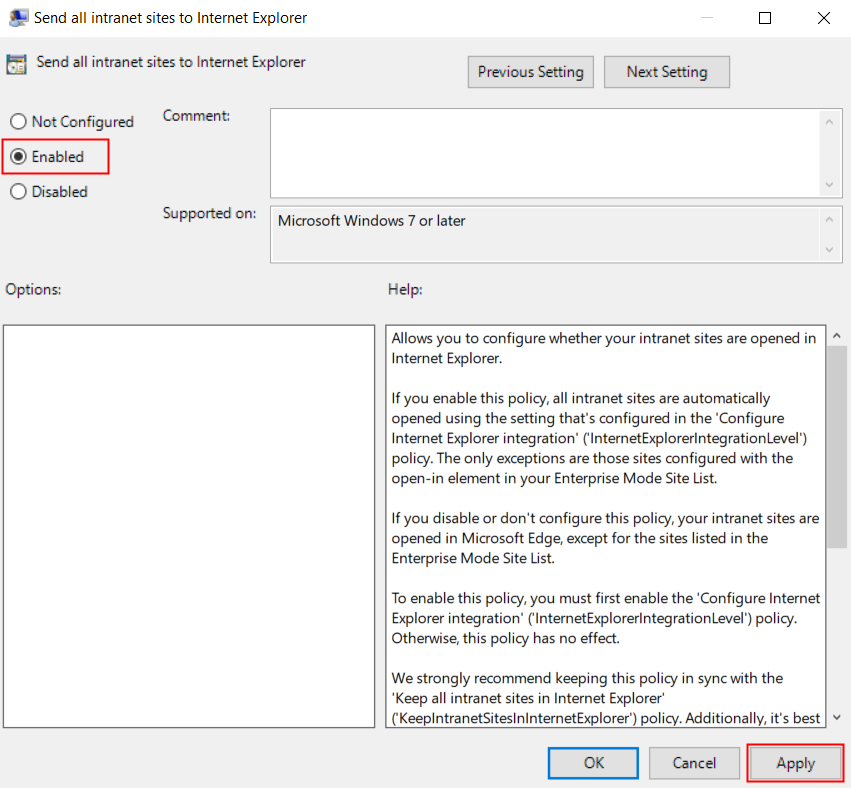 Send all intranet sites to Internet Explorer
Send all intranet sites to Internet Explorer
Previous Setting
Next Setting
Not Configured
Enabled
Disabled
Comment:
Supported on:
Microsoft Windows 7 or later
Options:
Help:
Allows you to configure whether your intranet sites are opened in
Internet Explorer.
If you enable this policy, all intranet sites are automatically
opened using the setting that's configured in the 'Configure
Internet Explorer integration' ('InternetExplorerIntegrationLevel')
policy. The only exceptions are those sites configured with the
open-in element in your Enterprise Mode Site List.
If you disable or don't configure this policy, your intranet sites are
opened in Microsoft Edge, except for the sites listed in the
Enterprise Mode Site List.
To enable this policy, you must first enable the 'Configure Internet
Explorer integration' ('InternetExplorerIntegrationLevel') policy.
Otherwise, this policy has no effect.
We strongly recommend keeping this policy in sync with the
'Keep all intranet sites in Internet Explorer'
('KeepIntranetSitesInInternetExplorer') policy. Additionally, it's best
OK
Cancel
Apply